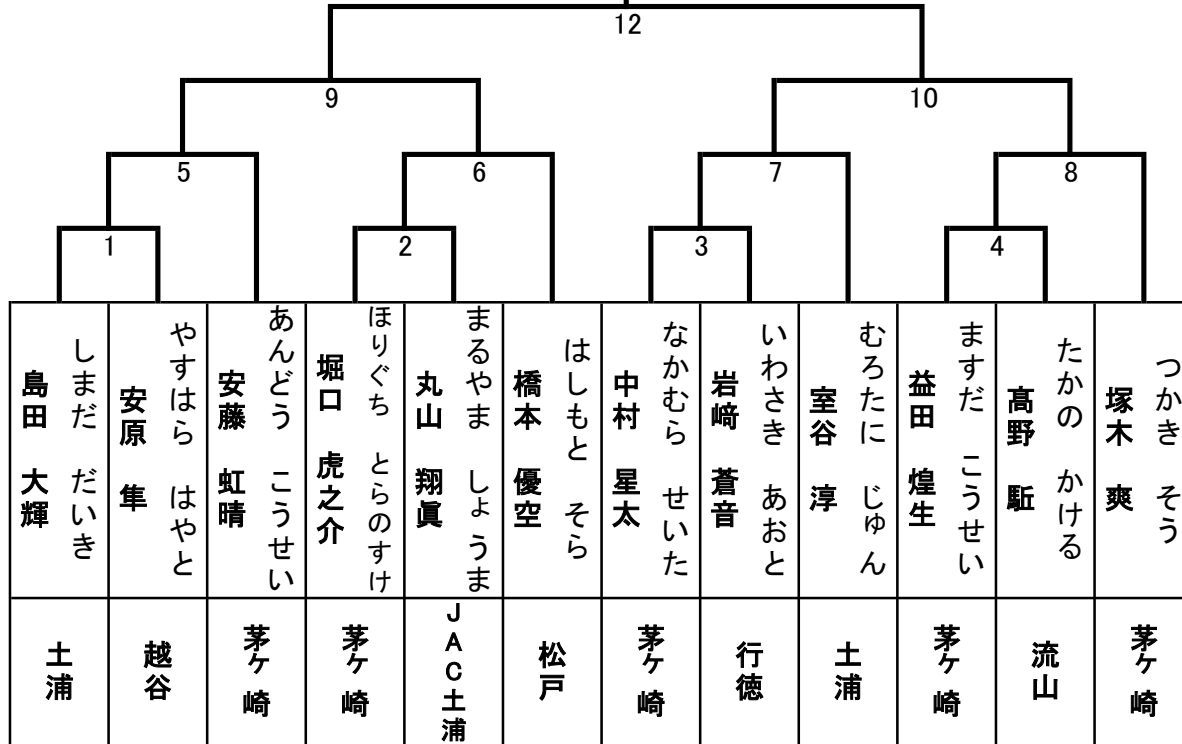 12
9
10
5
6
7
8
1
2
3
4
島田 大輝
しまだ だいき
安原 隼
やすはら はやと
安藤 虹晴
あんどう こうせい
堀口 虎之介
ほりぐち とらのすけ
丸山 翔眞
まるやま しょうま
橋本 優空
はしもと そら
中村 星太
なかむら せいた
岩﨑 蒼音
いわさき あおと
室谷 淳
むろたに じゅん
益田 煌生
ますだ こうせい
髙野 駈
たかの かける
塚木 爽
つかき そう
土浦
越谷
茅ケ崎
茅ケ崎
JAC土浦
松戸
茅ケ崎
行徳
土浦
茅ケ崎
流山
茅ケ崎